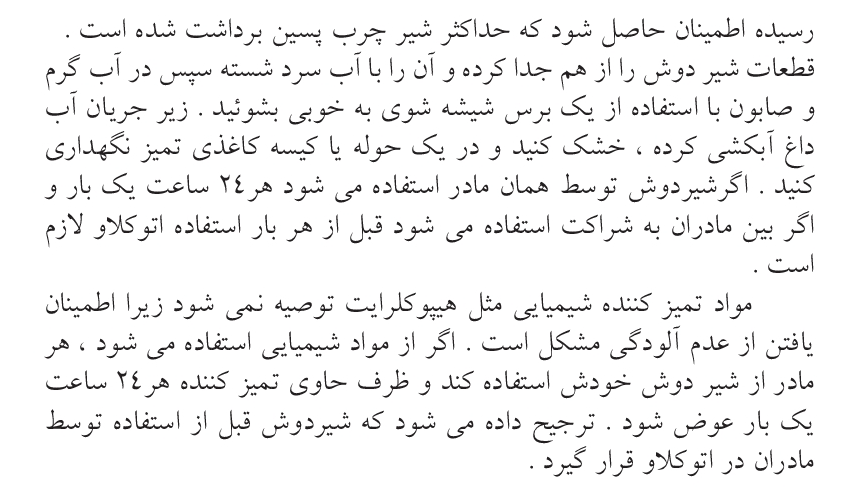 رسیده اطمینان حاصل شود که حداکثر شیر چرب پسین برداشت شده است .
قطعات شیر دوش را از هم جدا کرده و آن را با آب سرد شسته سپس در آب گرم
و صابون با استفاده از یک برس شیشه شوی به خوبی بشوئید . زیر جریان آب
داغ آبکشی کرده ، خشک کنید و در یک حوله یا کیسه کاغذی تمیز نگهداری
کنید . اگرشیردوش توسط همان مادر استفاده می شود هر٢٤ ساعت یک بار و
اگر بین مادران به شراکت استفاده می شود قبل از هر بار استفاده اتوکلاو لازم
است .
مواد تمیز کننده شیمیایی مثل هیپوکلرایت توصیه نمی شود زیرا اطمینان
یافتن از عدم آلودگی مشکل است . اگر از مواد شیمیایی استفاده می شود ، هر
مادر از شیر دوش خودش استفاده کند و ظرف حاوی تمیز کننده هر٢٤ ساعت
یک بار عوض شود . ترجیح داده می شود که شیردوش قبل از استفاده توسط
مادران در اتوکلاو قرار گیرد .